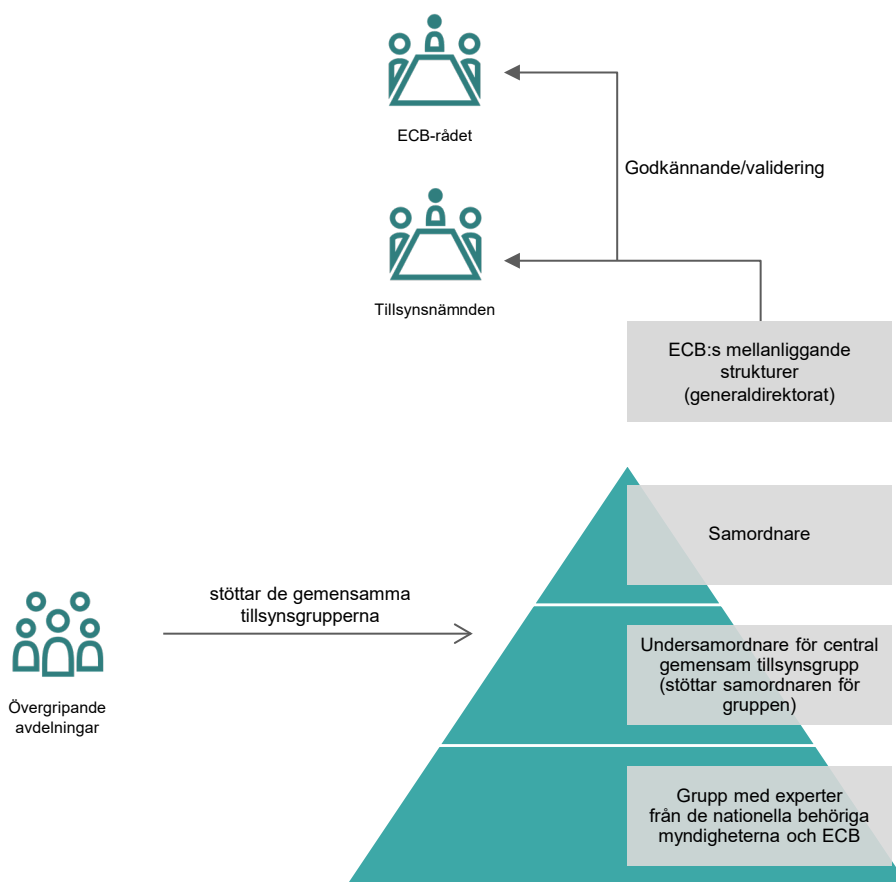 ECB-rådet
Godkännande/validering
Tillsynsnämnden
ECB:s mellanliggande
strukturer
(generaldirektorat)
Samordnare
stöttar de gemensamma
tillsynsgrupperna
Undersamordnare för central
gemensam tillsynsgrupp
(stöttar samordnaren för
gruppen)
Övergripande
avdelningar
Grupp med experter
från de nationella behöriga
myndigheterna och ECB